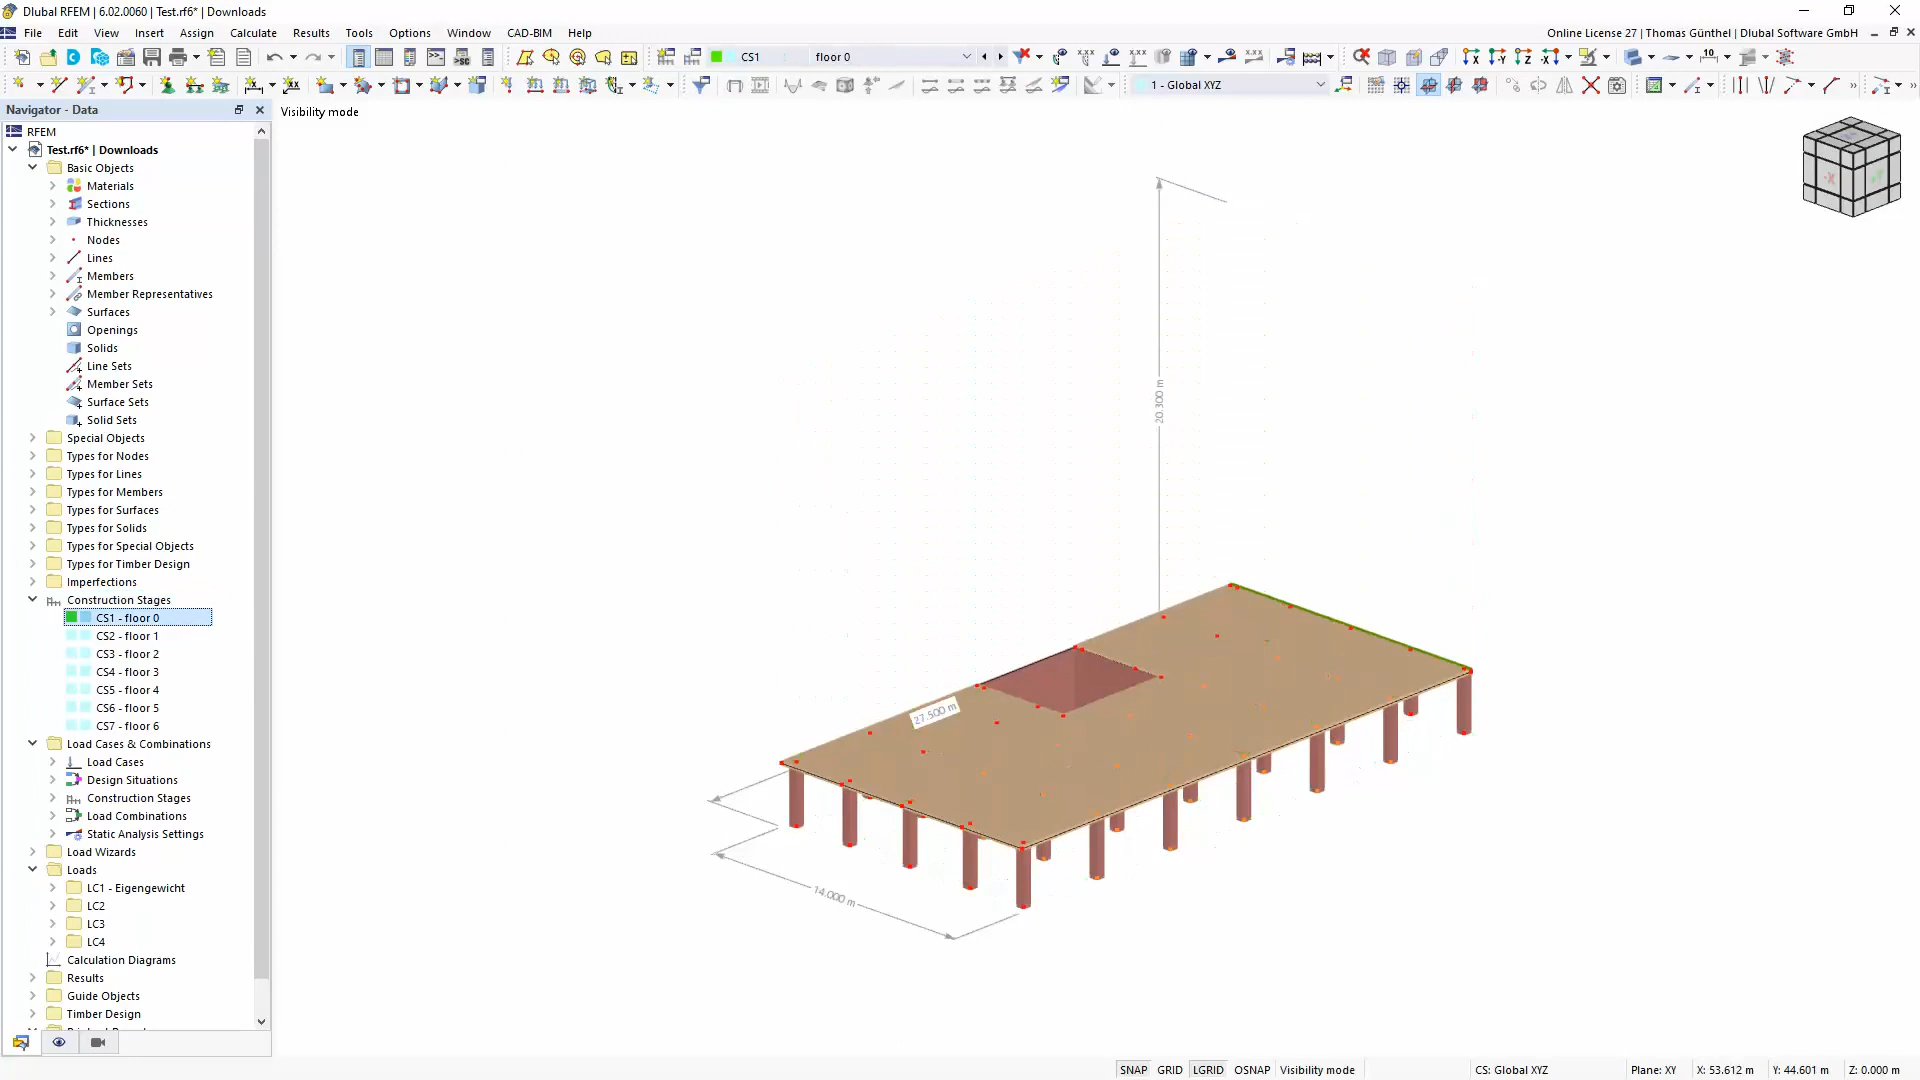 Dlubal RFEM | 6.02.0060 | Test.rf6* | Downloads
File Edit View Insert Assign Calculate Results Tools Options Window CAD-BIM Help
Online License 27 | Thomas Günthel | Dlubal Software GmbH
CS1 floor 0
1 - Global XYZ
Navigator - Data
Visibility mode
RFEM
Test.rf6* | Downloads
Basic Objects
Materials
Sections
Thicknesses
Nodes
Lines
Members
Member Representatives
Surfaces
Openings
Solids
Line Sets
Member Sets
Surface Sets
Solid Sets
Special Objects
Types for Nodes
Types for Lines
Types for Members
Types for Surfaces
Types for Solids
Types for Special Objects
Types for Timber Design
Imperfections
Construction Stages
CS1 - floor 0
CS2 - floor 1
CS3 - floor 2
CS4 - floor 3
CS5 - floor 4
CS6 - floor 5
CS7 - floor 6
Load Cases & Combinations
Load Cases
Design Situations
Construction Stages
Load Combinations
Static Analysis Settings
Load Wizards
Loads
LC1 - Eigengewicht
LC2
LC3
LC4
Calculation Diagrams
Results
Guide Objects
Timber Design
20.300 m
27.500 m
14.000 m
-X
SNAP GRID LGRID OSNAP Visibility mode
CS: Global XYZ
Plane: XY
X: 53.612 m
Y: 44.601 m
Z: 0.000 m